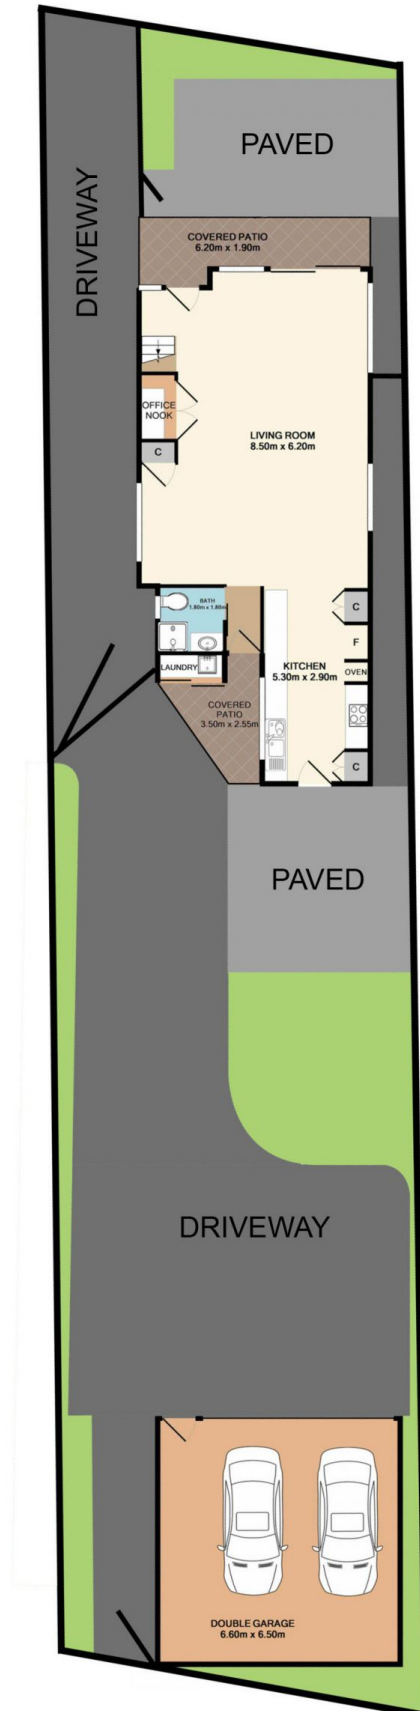 PAVED
DRIVEWAY
COVERED PATIO
6.20m x 1.90m
OFFICE
NOOK
LIVING ROOM
8.50m x 6.20m
C
BATH
1.80m x 1.80m
C
F
LAUNDRY
KITCHEN
5.30m x 2.90m
OVEN
COVERED
PATIO
3.50m x 2.55m
C
PAVED
DRIVEWAY
DOUBLE GARAGE
6.60m x 6.50m